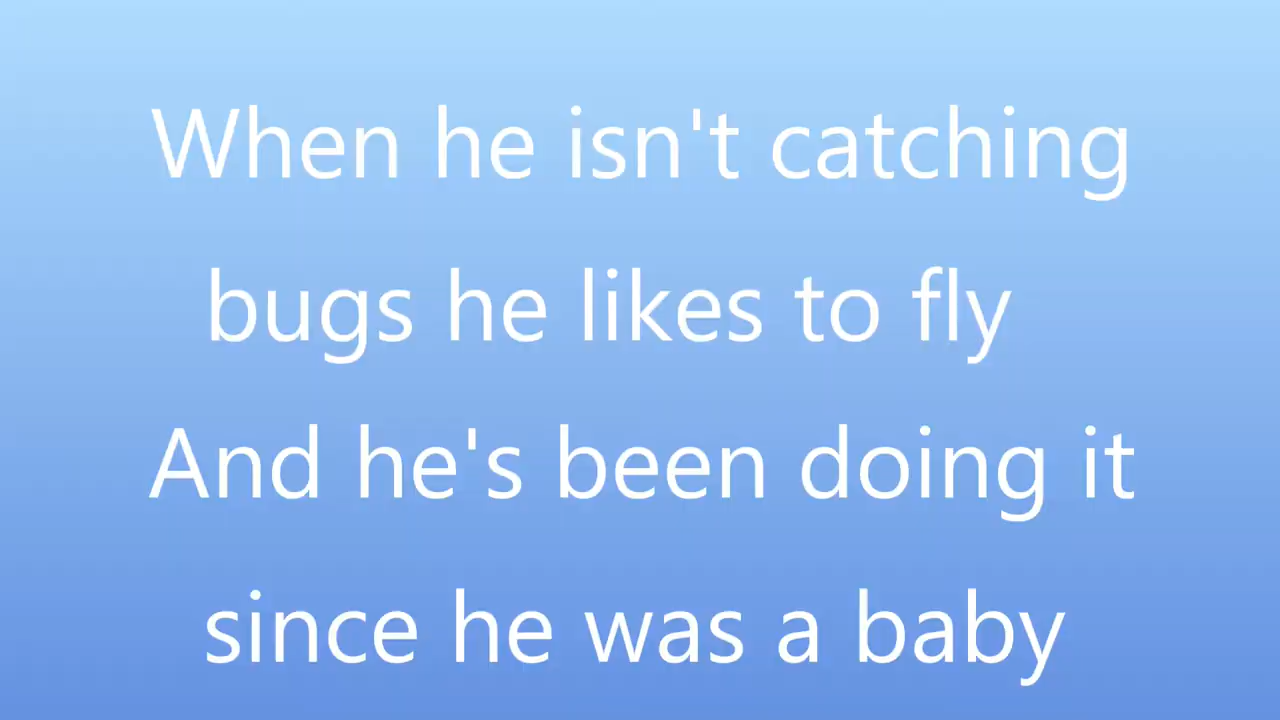 When he isn't catching
bugs he likes to fly
And he's been doing it
since he was a baby